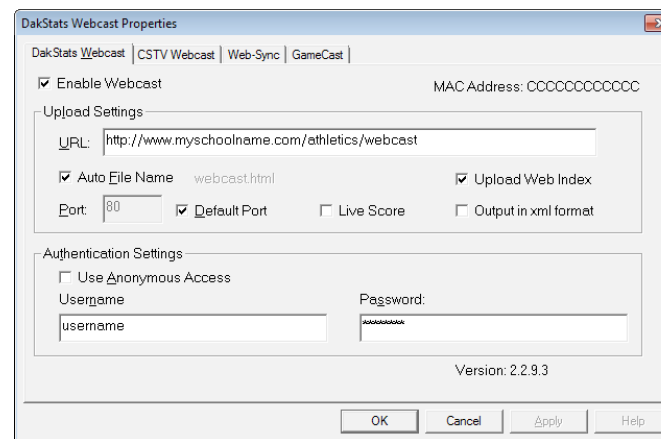 DakStats Webcast Properties
DakStats Webcast CSTV Webcast Web-Sync GameCast
Enable Webcast MAC Address: CCCCCCCCCCCC
Upload Settings
URL: http://www.myschoolname.com/athletics/webcast
Auto File Name webcast.html Upload Web Index
Port: 80 Default Port Live Score Output in xml format
Authentication Settings
Use Anonymous Access
Username Password:
username ********
Version: 2.2.9.3
OK Cancel Apply Help